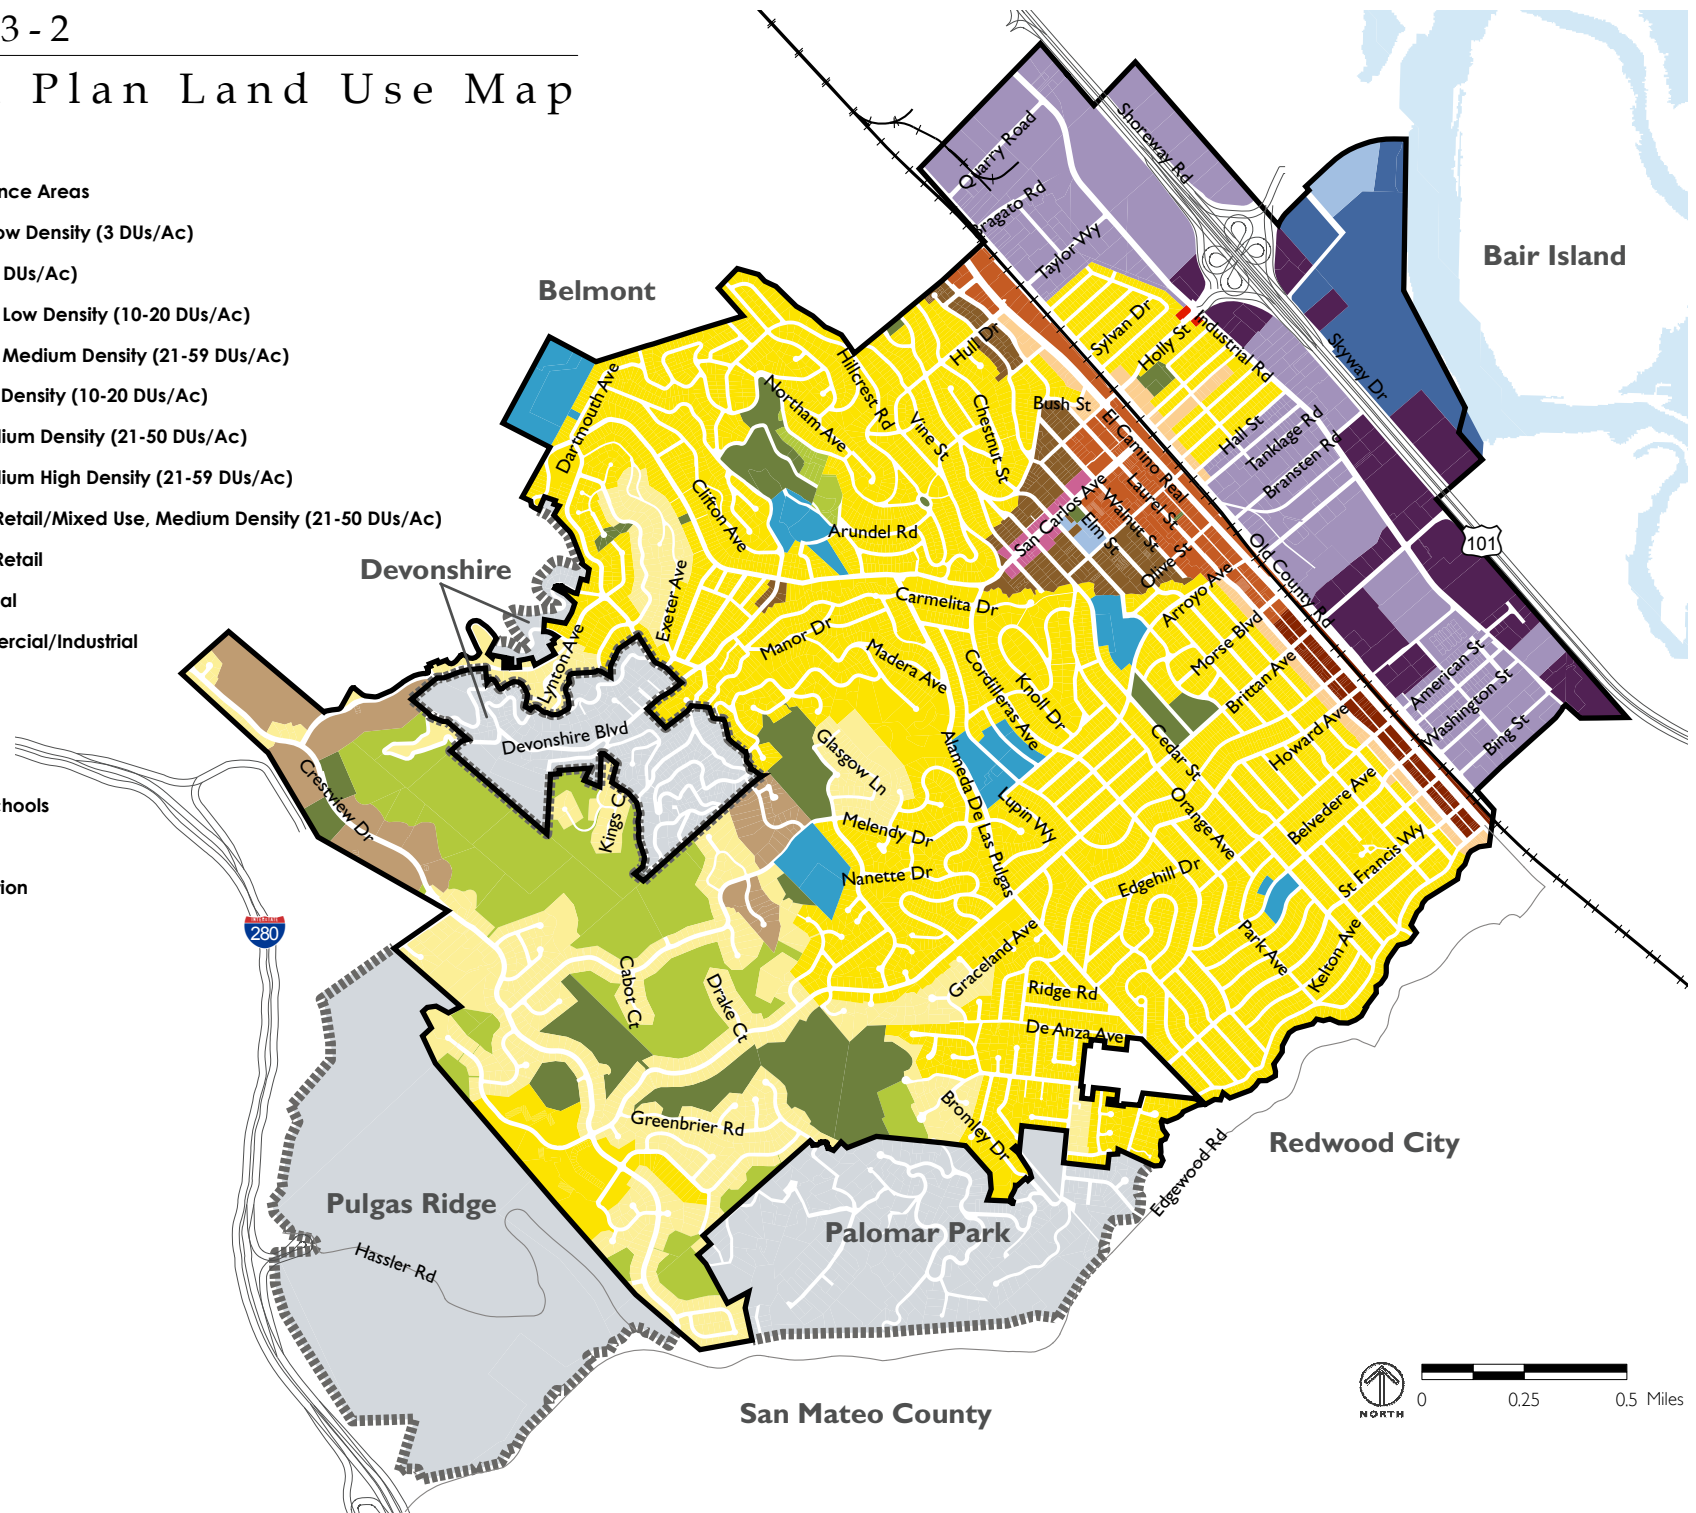 3-2
Plan Land Use Map
nce Areas
ow Density (3 DUs/Ac)
DUs/Ac)
Low Density (10-20 DUs/Ac)
Medium Density (21-59 DUs/Ac)
Density (10-20 DUs/Ac)
lium Density (21-50 DUs/Ac)
lium High Density (21-59 DUs/Ac)
Retail/Mixed Use, Medium Density (21-50 DUs/Ac)
Retail
al
ercial/Industrial
chools
ion
Belmont
Bair Island
Devonshire
Redwood City
Pulgas Ridge
Palomar Park
San Mateo County
Quarry Road
Bragato Rd
Taylor Wy
Shoreway Rd
Skyway Dr
Industrial Rd
Sylvan Dr
Holly St
Hull Dr
Hall St
Tanklage Rd
Bransten Rd
Bush St
El Camino Real
Laurel St
Walnut St
Elm St
San Carlos Ave
Olive St
Old County Rd
Chestnut St
Vine St
Hillcrest Rd
Northam Ave
Dartmouth Ave
Clifton Ave
Arundel Rd
Exeter Ave
Carmelita Dr
Arroyo Ave
Morse Blvd
Brittan Ave
Howard Ave
American St
Washington St
Bing St
Manor Dr
Madera Ave
Cordilleras Ave
Knoll Dr
Cedar St
Orange Ave
Belvedere Ave
St Francis Wy
Lynton Ave
Devonshire Blvd
Kings C
Crestview Dr
Glasgow Ln
Melendy Dr
Nanette Dr
Alameda De Las Pulgas
Lupin Wy
Edgehill Dr
Park Ave
Kelton Ave
Graceland Ave
Ridge Rd
De Anza Ave
Cabot Ct
Drake Ct
Greenbrier Rd
Bromley Dr
Edgewood Rd
Hassler Rd
101
INTERSTATE
280
NORTH
0 0.25 0.5 Miles